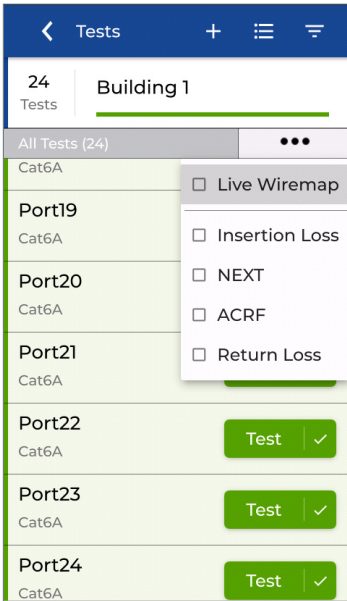 Tests
24
Tests
Building 1
All Tests (24)
Cat6A
Live Wiremap
Insertion Loss
NEXT
ACRF
Return Loss
Port19
Cat6A
Port20
Cat6A
Port21
Cat6A
Port22
Cat6A
Test
Port23
Cat6A
Test
Port24
Cat6A
Test